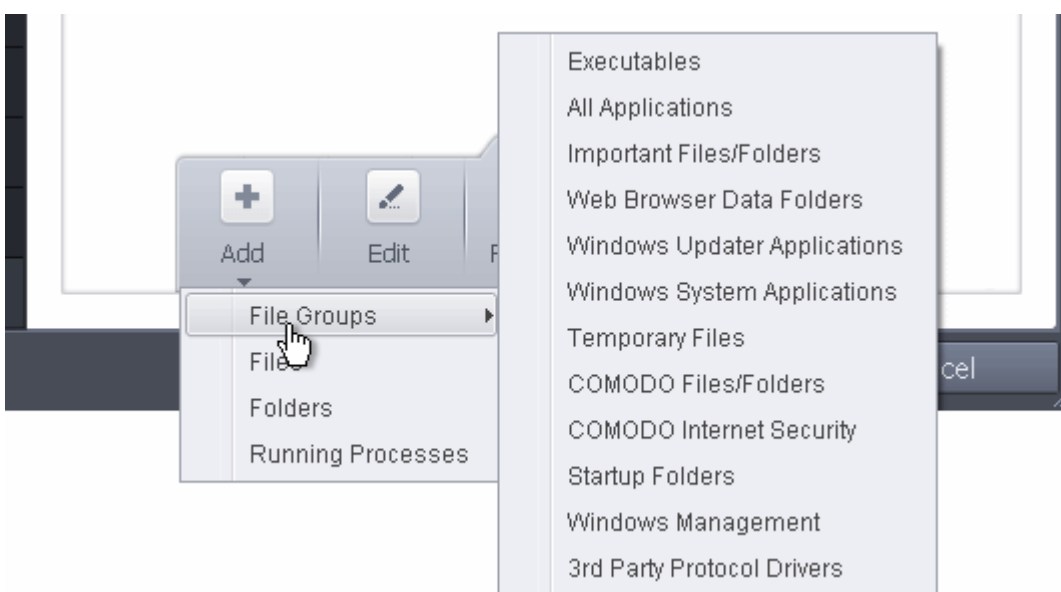 Add
Edit
File Groups
Files
Folders
Running Processes
Executables
All Applications
Important Files/Folders
Web Browser Data Folders
Windows Updater Applications
Windows System Applications
Temporary Files
COMODO Files/Folders
COMODO Internet Security
Startup Folders
Windows Management
3rd Party Protocol Drivers
cel